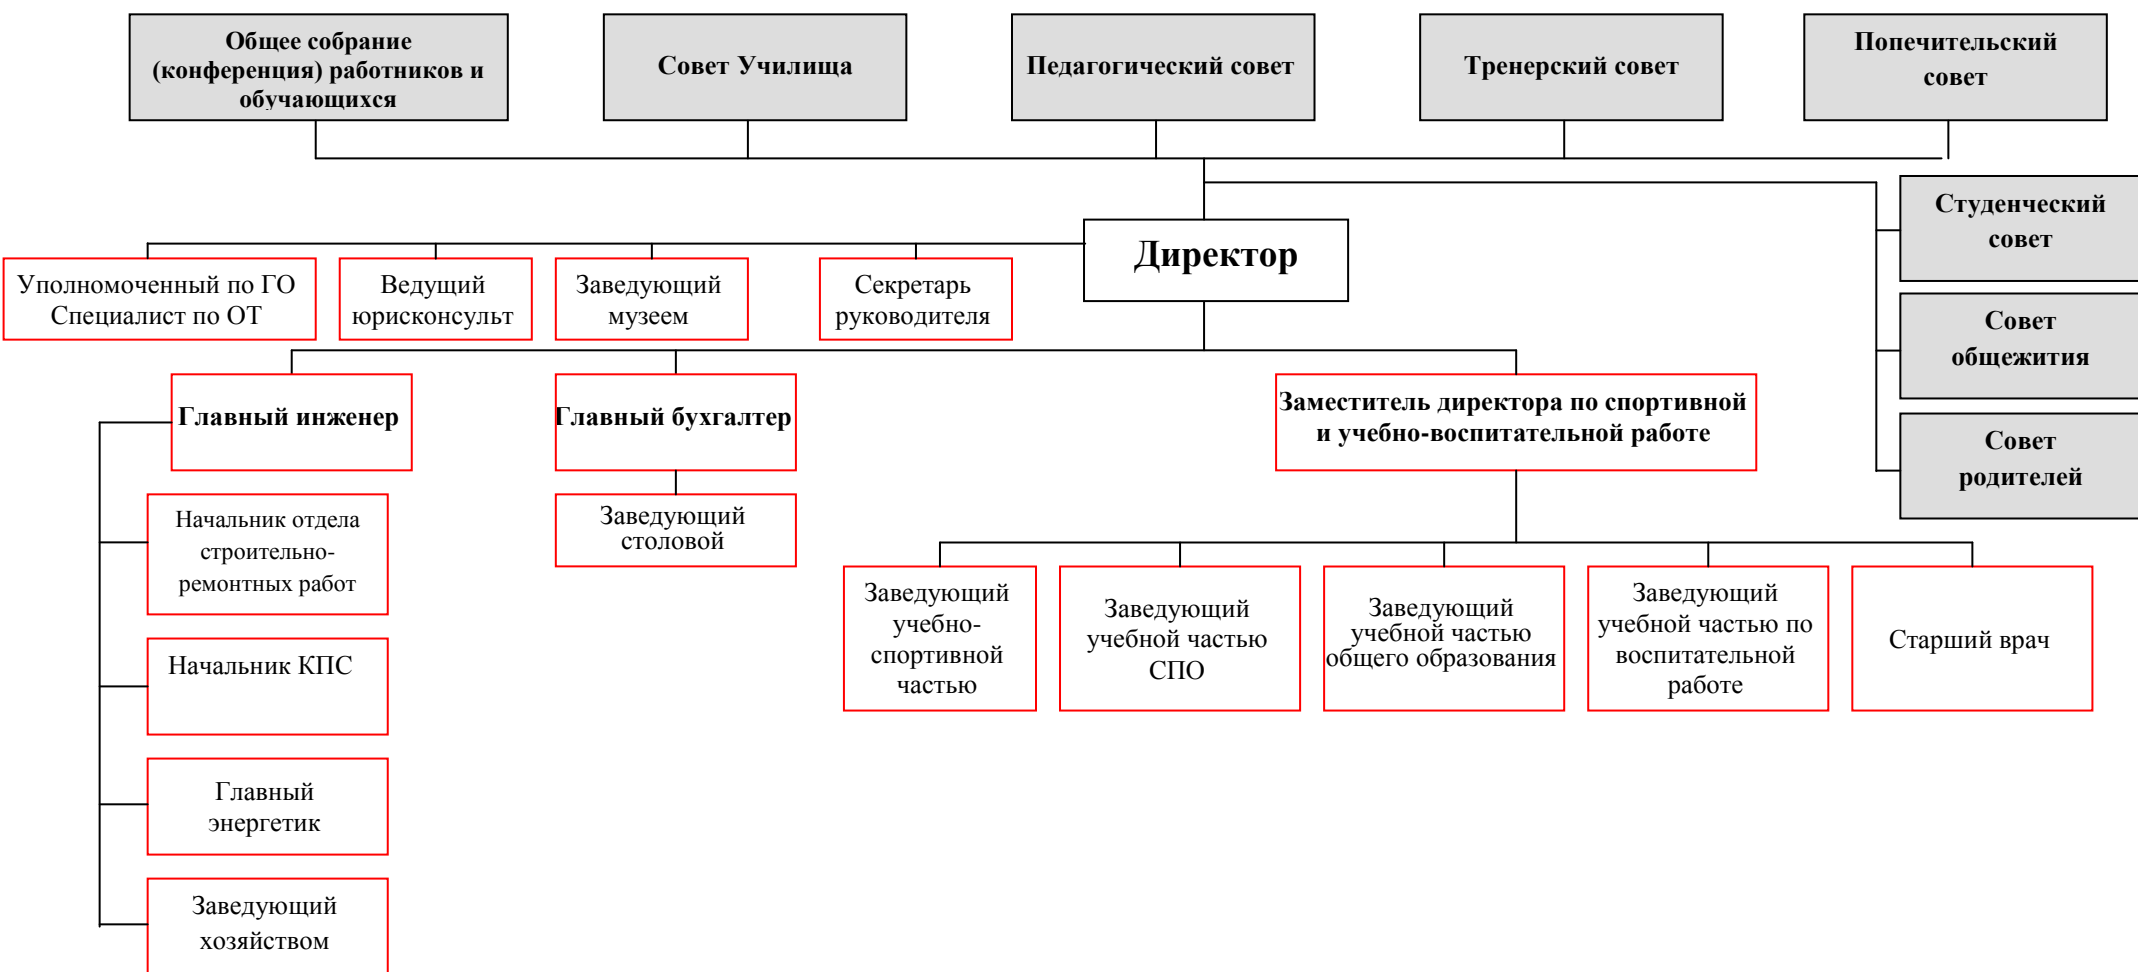 Общее собрание
(конференция) работников и
обучающихся
Совет Училища
Педагогический совет
Тренерский совет
Попечительский
совет
Студенческий
совет
Директор
Уполномоченный по ГО
Специалист по ОТ
Ведущий
юрисконсульт
Заведующий
музеем
Секретарь
руководителя
Совет
общежития
Главный инженер
Главный бухгалтер
Заместитель директора по спортивной
и учебно-воспитательной работе
Совет
родителей
Начальник отдела
строительно-
ремонтных работ
Заведующий
столовой
Заведующий
учебно-
спортивной
частью
Заведующий
учебной частью
СПО
Заведующий
учебной частью
общего образования
Заведующий
учебной частью по
воспитательной
работе
Старший врач
Начальник КПС
Главный
энергетик
Заведующий
хозяйством